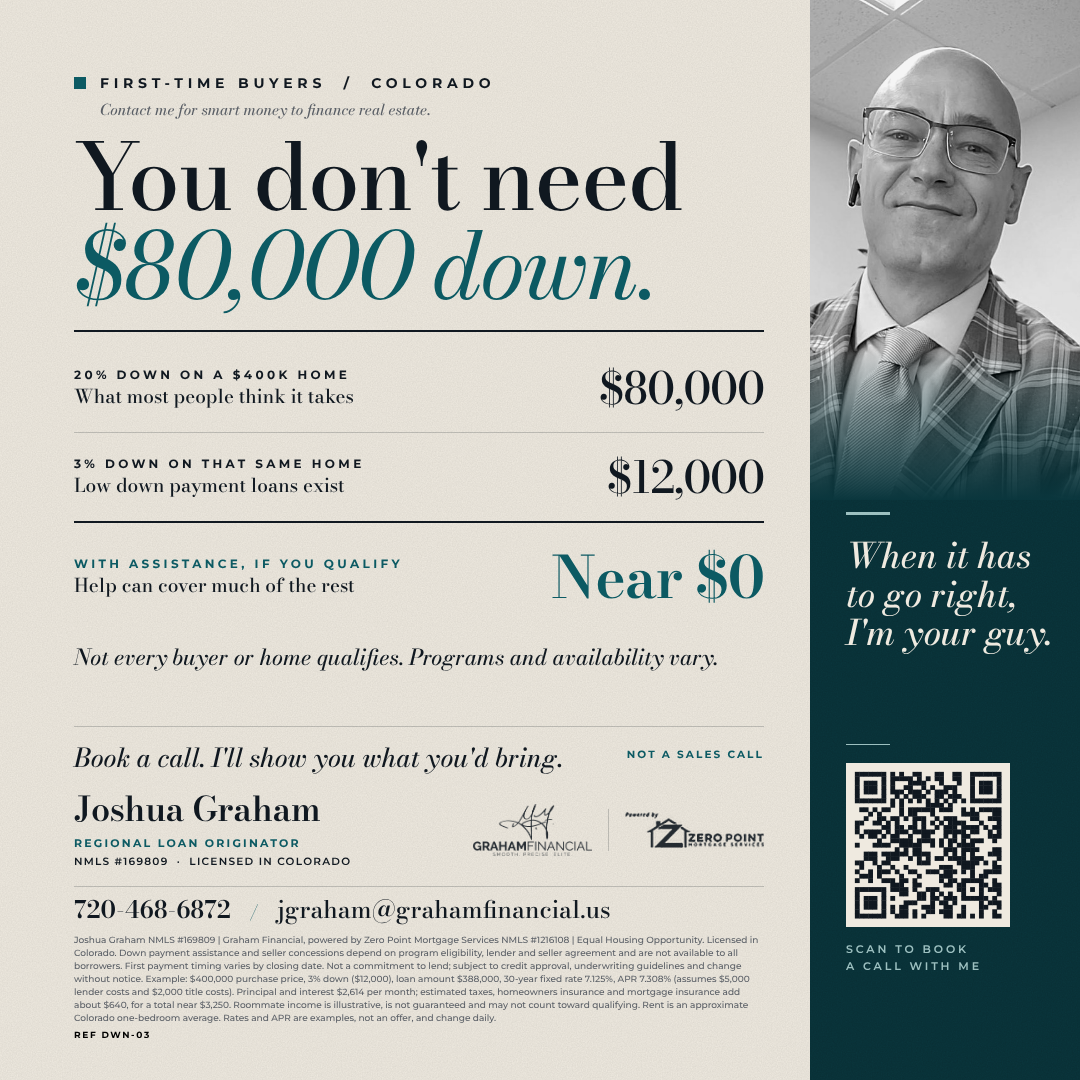 FIRST-TIME BUYERS / COLORADO
Contact me for smart money to finance real estate.
You don't need
$80,000 down.
20% DOWN ON A $400K HOME
What most people think it takes
$80,000
3% DOWN ON THAT SAME HOME
Low down payment loans exist
$12,000
WITH ASSISTANCE, IF YOU QUALIFY
Help can cover much of the rest
Near $0
Not every buyer or home qualifies. Programs and availability vary.
Book a call. I'll show you what you'd bring.
NOT A SALES CALL
Joshua Graham
REGIONAL LOAN ORIGINATOR
NMLS #169809 · LICENSED IN COLORADO
GRAHAMFINANCIAL
SMOOTH. PRECISE. ELITE.
Powered by
ZERO POINT
MORTGAGE SERVICES
720-468-6872 / jgraham@grahamfinancial.us
Joshua Graham NMLS #169809 | Graham Financial, powered by Zero Point Mortgage Services NMLS #1216108 | Equal Housing Opportunity. Licensed in
Colorado. Down payment assistance and seller concessions depend on program eligibility, lender and seller agreement and are not available to all
borrowers. First payment timing varies by closing date. Not a commitment to lend; subject to credit approval, underwriting guidelines and change
without notice. Example: $400,000 purchase price, 3% down ($12,000), loan amount $388,000, 30-year fixed rate 7.125%, APR 7.308% (assumes $5,000
lender costs and $2,000 title costs). Principal and interest $2,614 per month; estimated taxes, homeowners insurance and mortgage insurance add
about $640, for a total near $3,250. Roommate income is illustrative, is not guaranteed and may not count toward qualifying. Rent is an approximate
Colorado one-bedroom average. Rates and APR are examples, not an offer, and change daily.
REF DWN-03
When it has
to go right,
I'm your guy.
SCAN TO BOOK
A CALL WITH ME